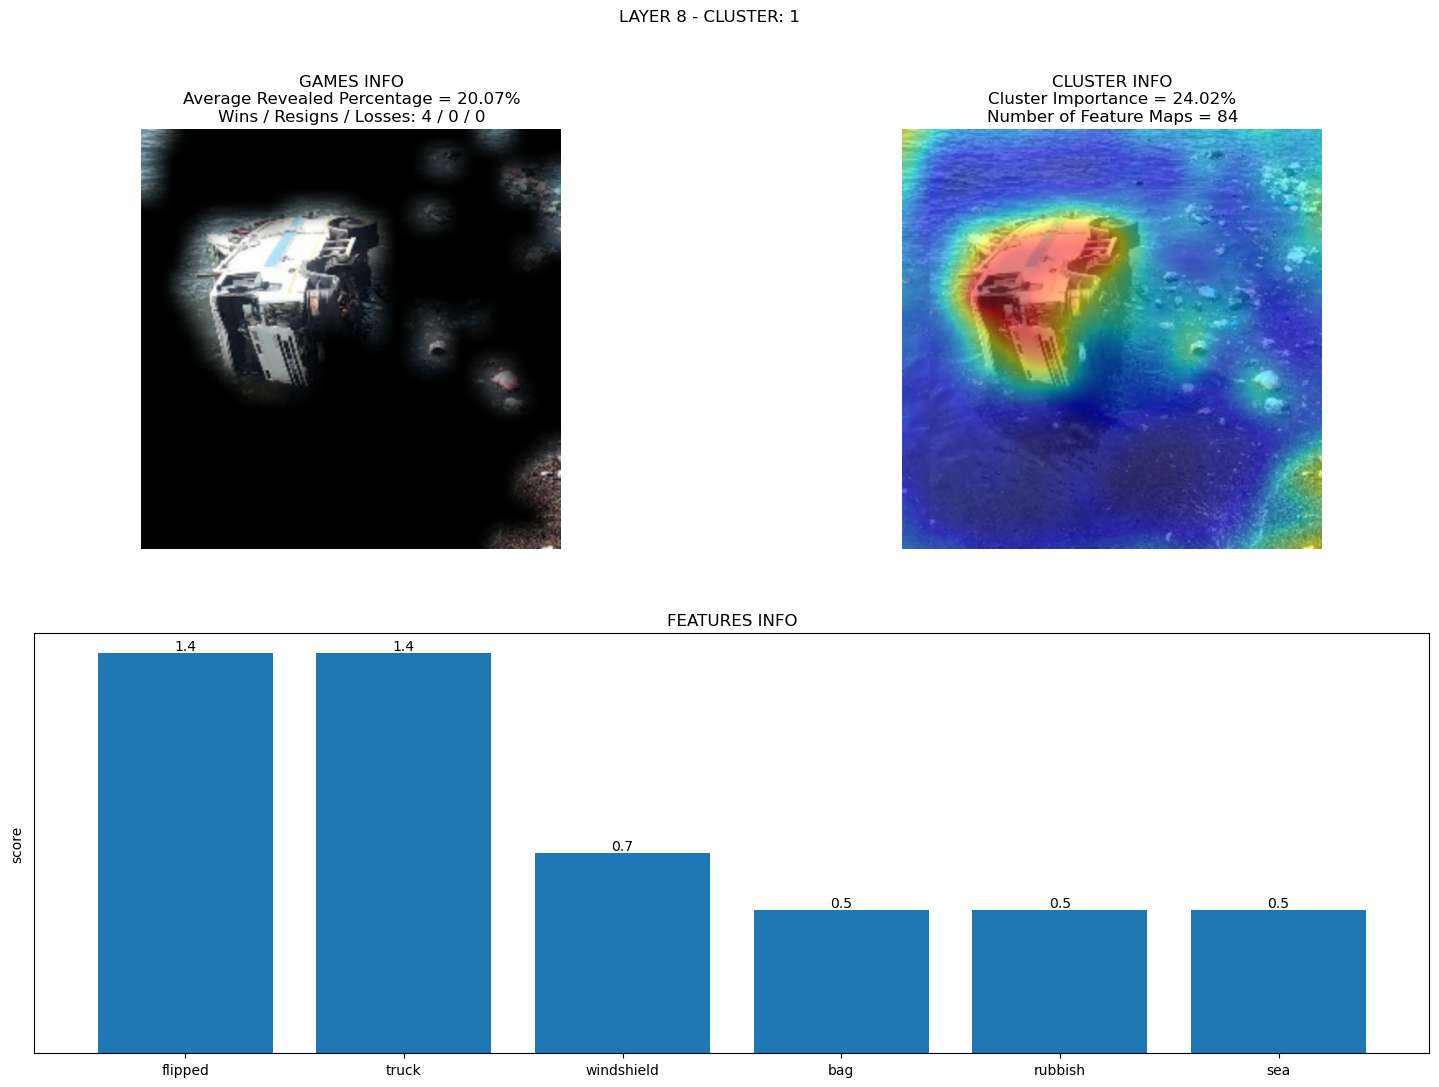 LAYER 8 - CLUSTER: 1
GAMES INFO
Average Revealed Percentage = 20.07%
Wins / Resigns / Losses: 4 / 0 / 0
CLUSTER INFO
Cluster Importance = 24.02%
Number of Feature Maps = 84
FEATURES INFO
score
1.4
1.4
0.7
0.5
0.5
0.5
flipped
truck
windshield
bag
rubbish
sea